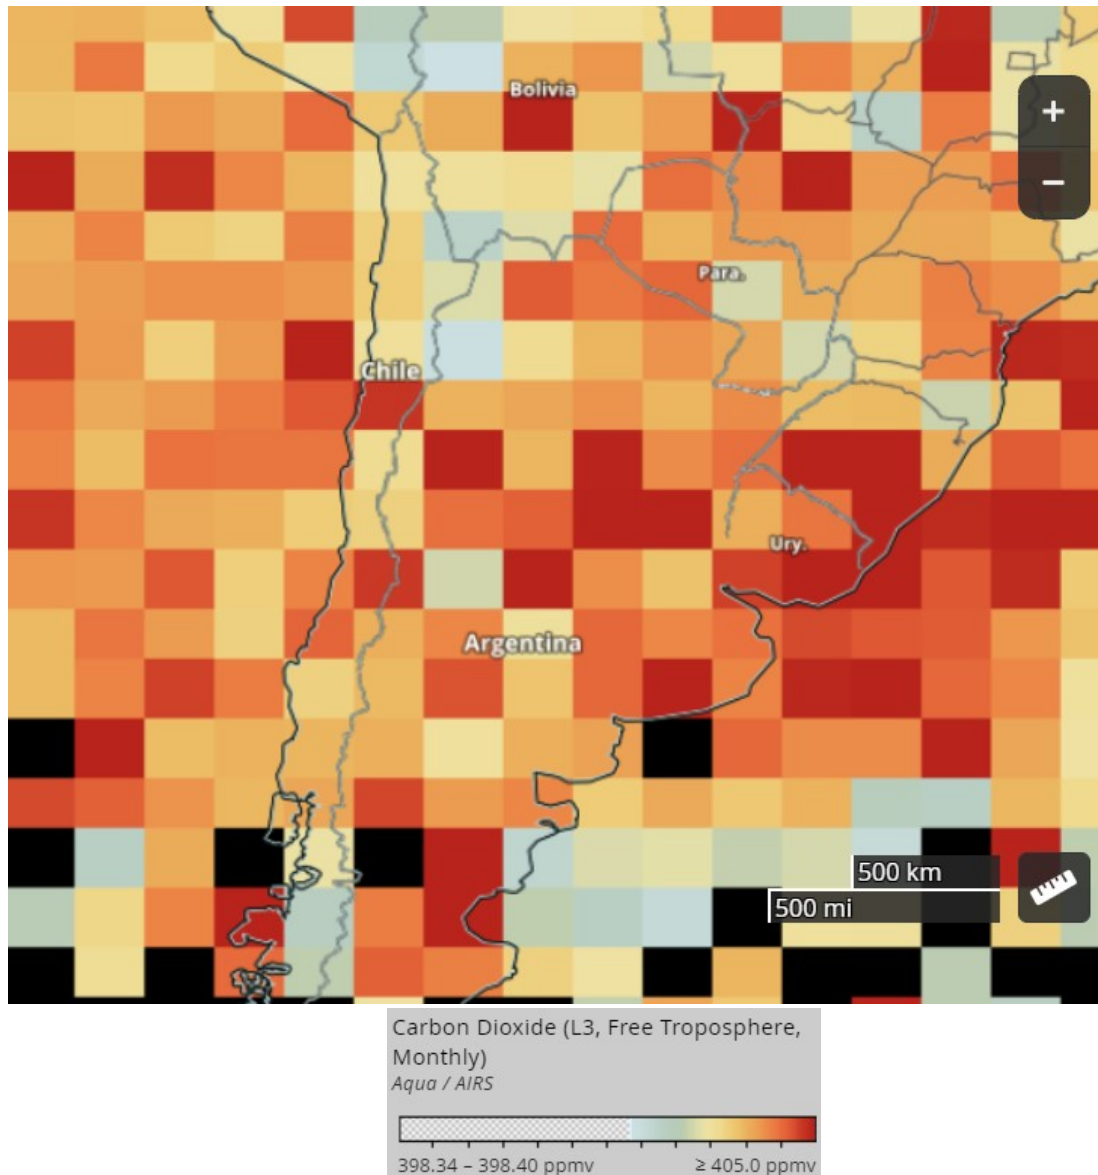 Bolivia
+
−
Para.
Chile
Ury.
Argentina
500 km
500 mi
Carbon Dioxide (L3, Free Troposphere,
Monthly)
Aqua / AIRS
398.34 – 398.40 ppmv ≥ 405.0 ppmv